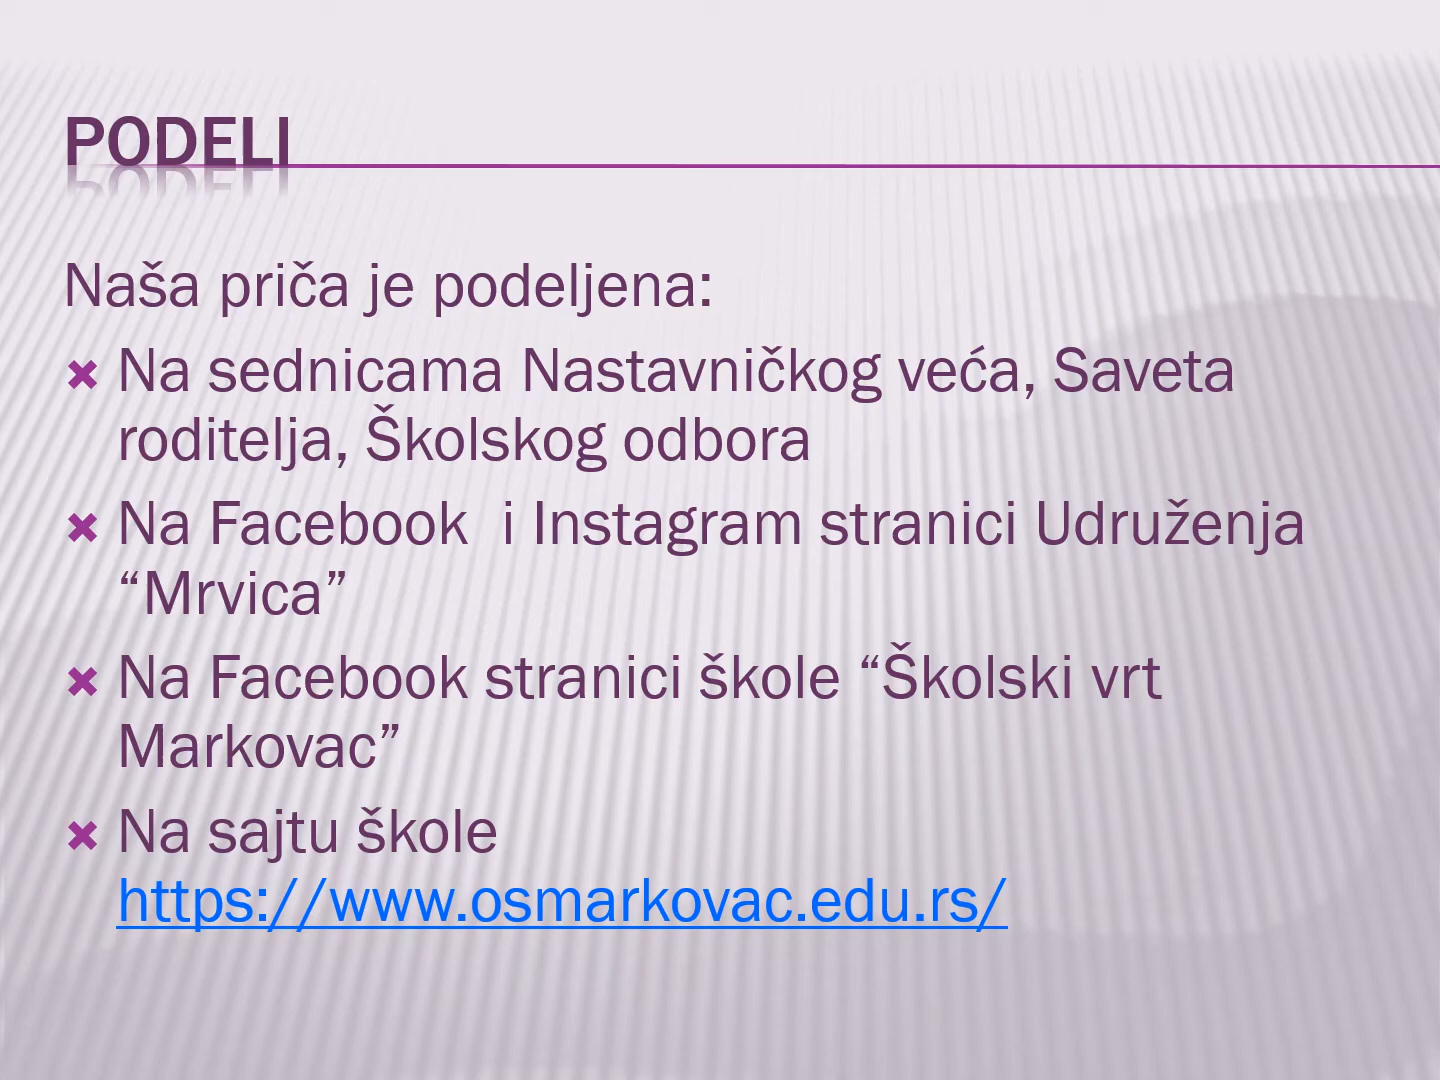 PODELI
Naša priča je podeljena:
Na sednicama Nastavničkog veća, Saveta
roditelja, Školskog odbora
Na Facebook  i Instagram stranici Udruženja
“Mrvica”
Na Facebook stranici škole “Školski vrt
Markovac”
Na sajtu škole
https://www.osmarkovac.edu.rs/